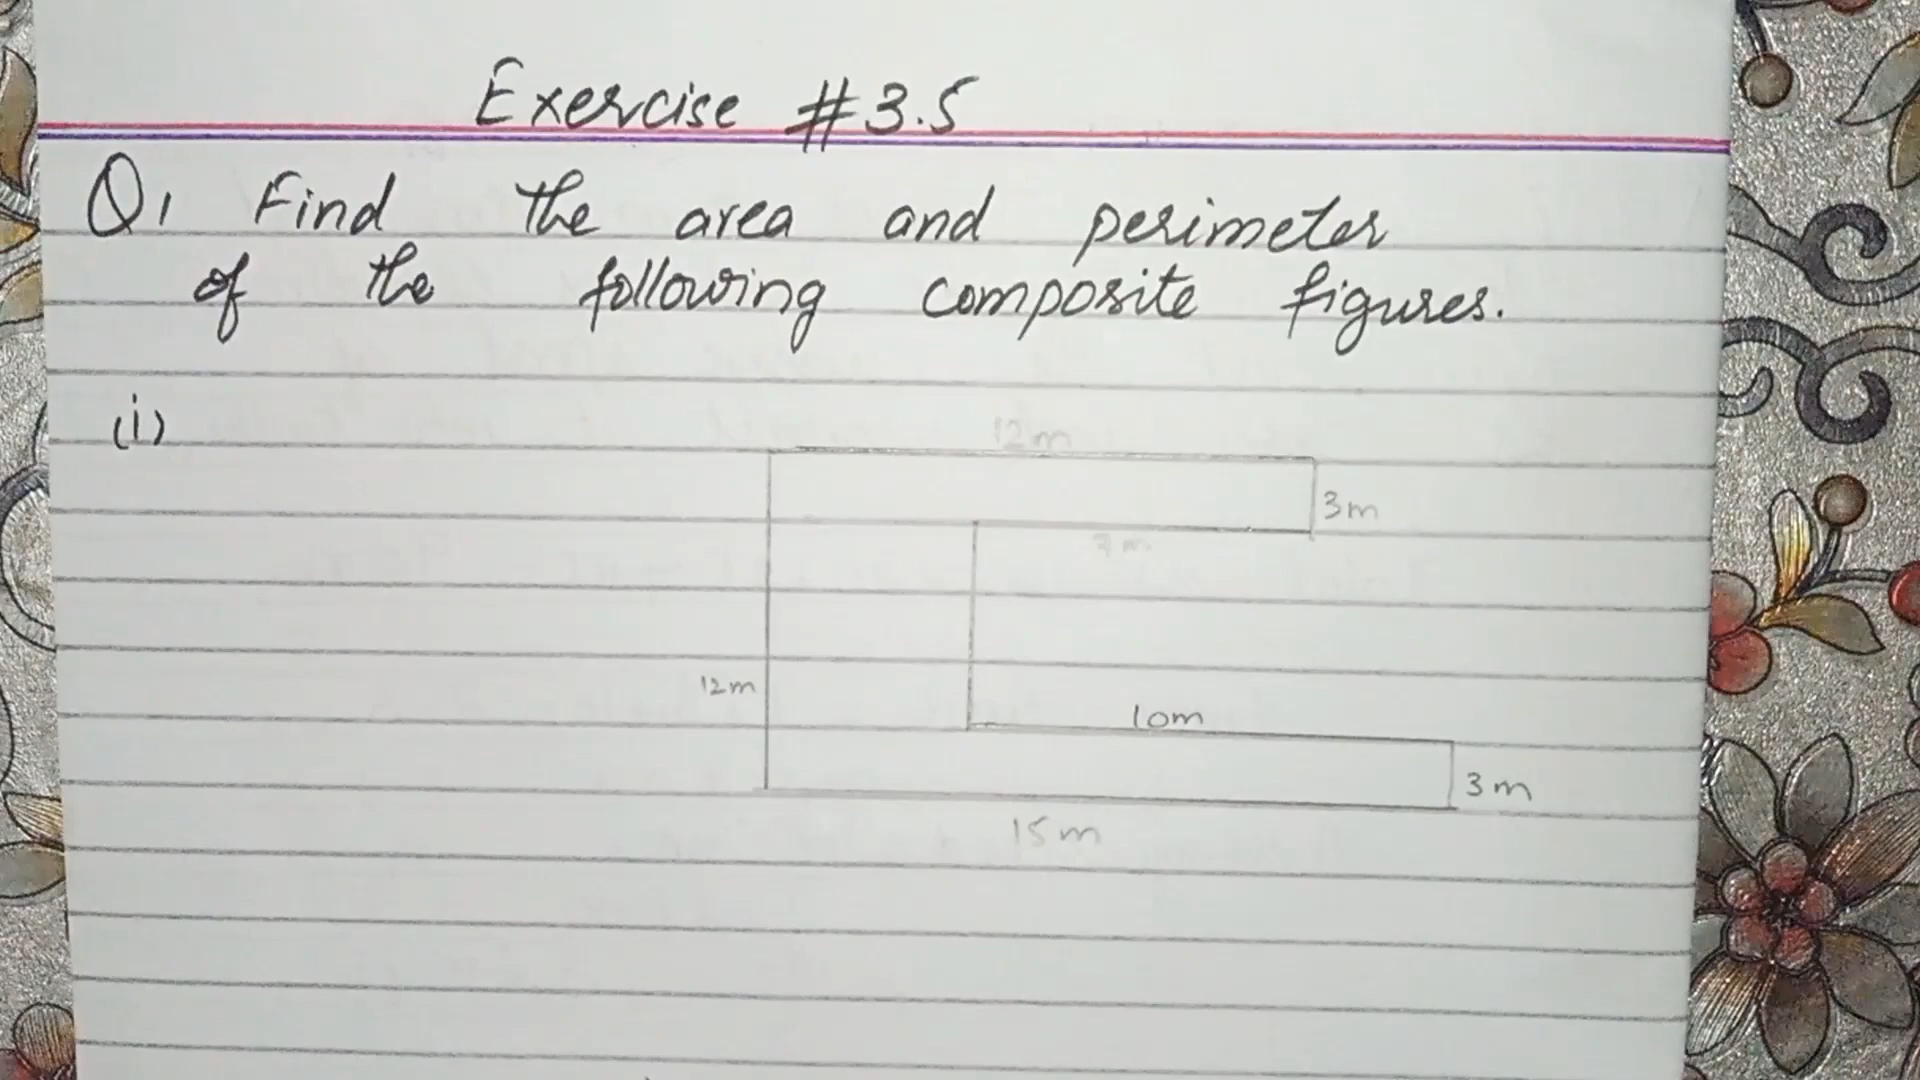 Exercise #3.5
Q1 Find the area and perimeter
of the following composite figures.
(i)
12m
3m
7m
12m
10m
3m
15m